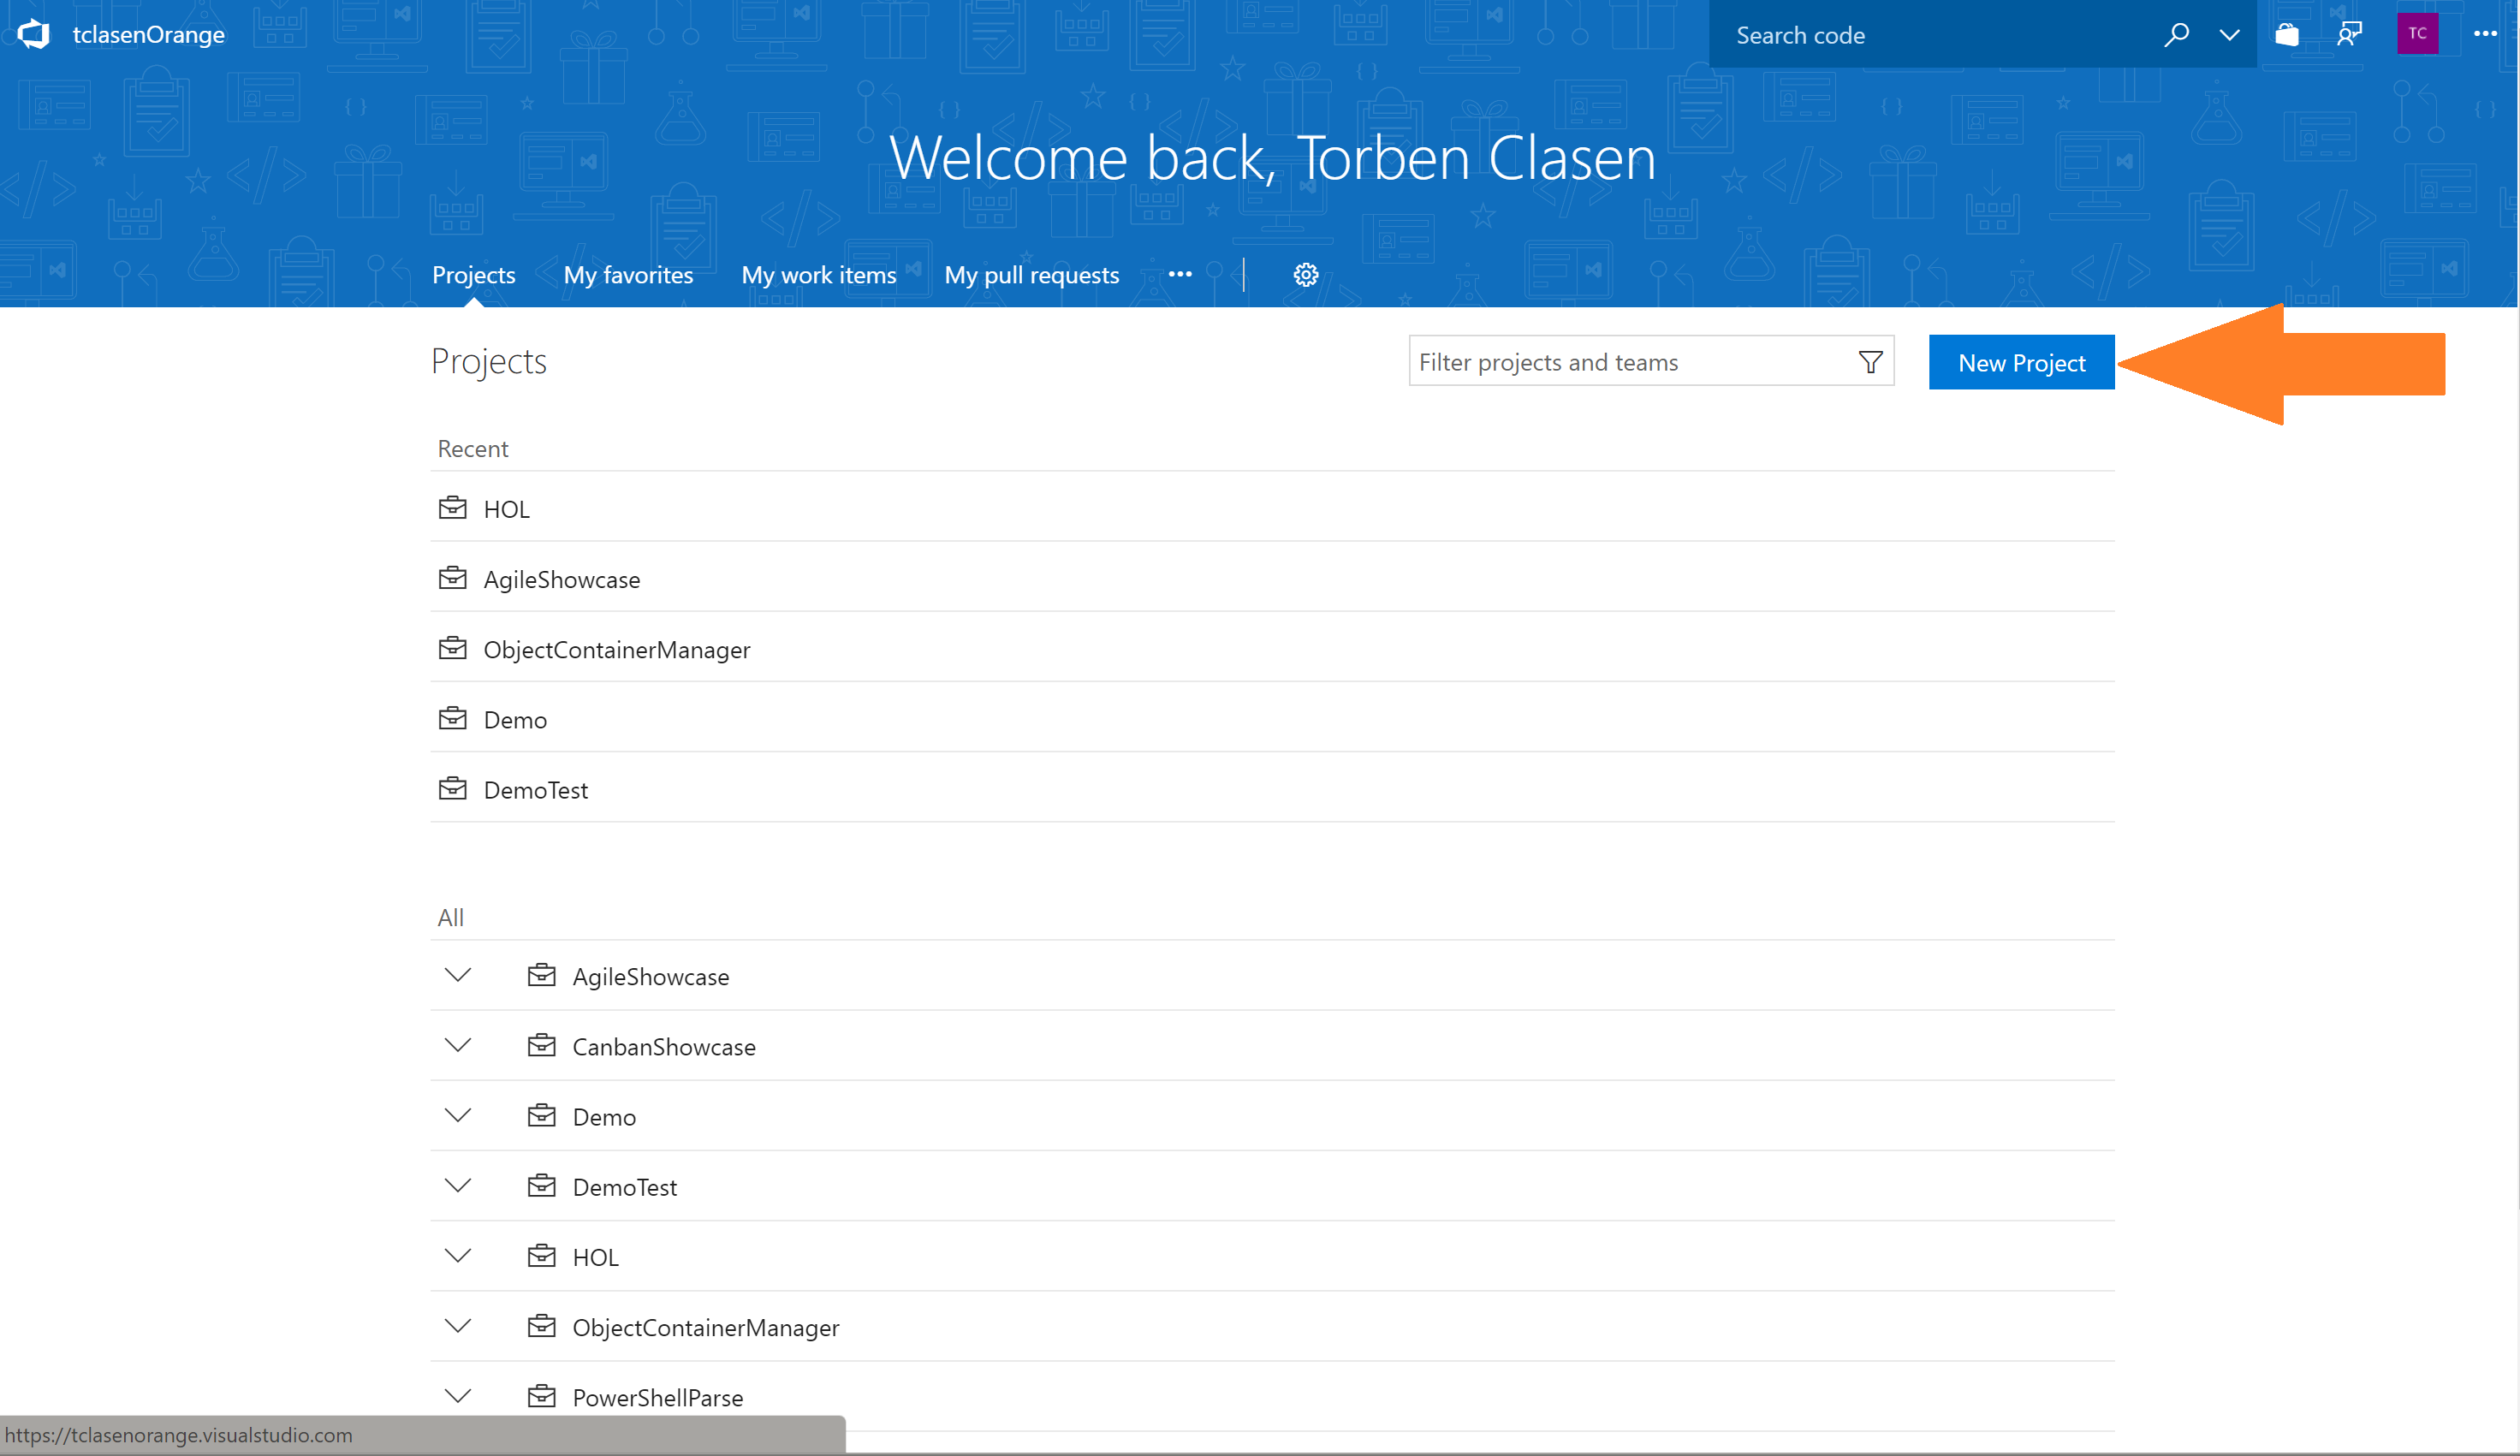 tclasenOrange
Search code
TC
Welcome back, Torben Clasen
Projects My favorites My work items My pull requests
Projects
Filter projects and teams
New Project
Recent
HOL
AgileShowcase
ObjectContainerManager
Demo
DemoTest
All
AgileShowcase
CanbanShowcase
Demo
DemoTest
HOL
ObjectContainerManager
PowerShellParse
https://tclasenorange.visualstudio.com